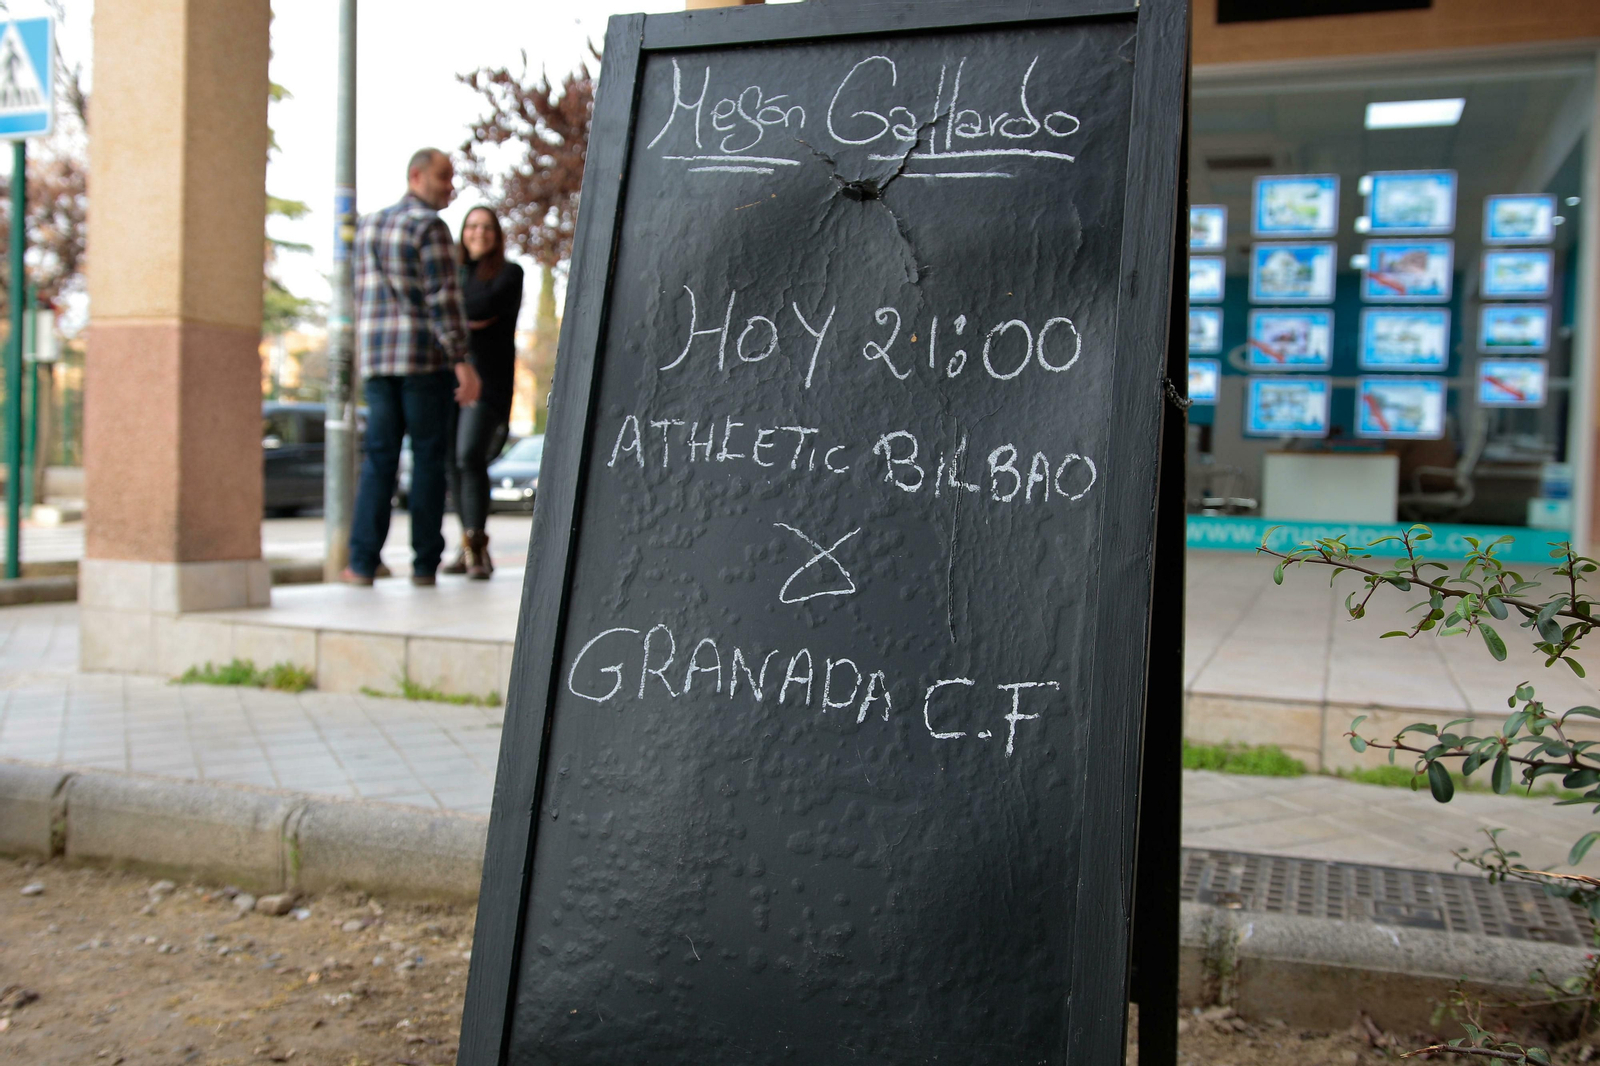 Mesón Gallardo
Hoy 21:00
ATHLETIC BILBAO
X
GRANADA C.F